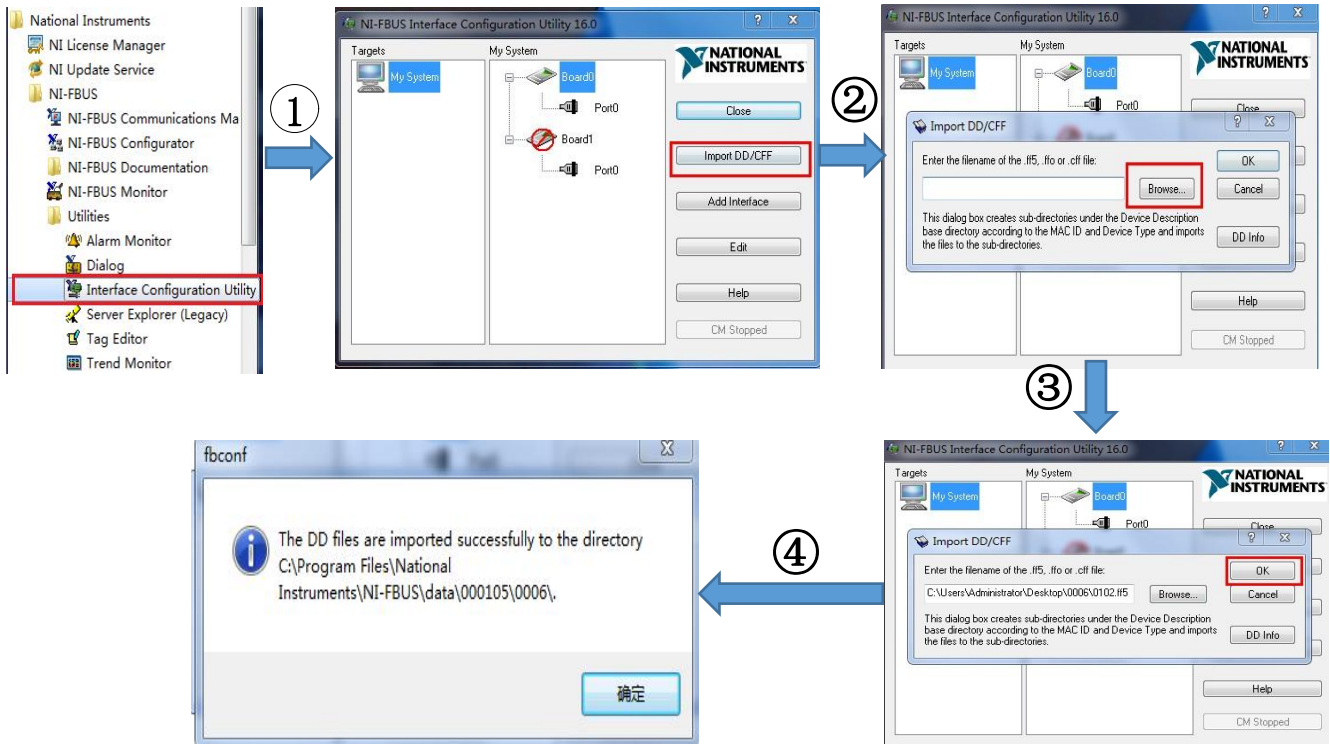 National Instruments
NI License Manager
NI Update Service
NI-FBUS
NI-FBUS Communications Ma
NI-FBUS Configurator
NI-FBUS Documentation
NI-FBUS Monitor
Utilities
Alarm Monitor
Dialog
Interface Configuration Utility
Server Explorer (Legacy)
Tag Editor
Trend Monitor
①
NI-FBUS Interface Configuration Utility 16.0
Targets
My System
My System
Board0
Port0
Board1
Port0
NATIONAL
INSTRUMENTS
Close
Import DD/CFF
Add Interface
Edit
Help
CM Stopped
②
NI-FBUS Interface Configuration Utility 16.0
Targets
My System
My System
Board0
Port0
NATIONAL
INSTRUMENTS
Close
Import DD/CFF
Enter the filename of the .ff5, .ffo or .cff file:
Browse...
OK
Cancel
DD Info
This dialog box creates sub-directories under the Device Description
base directory according to the MAC ID and Device Type and imports
the files to the sub-directories.
Help
CM Stopped
③
NI-FBUS Interface Configuration Utility 16.0
Targets
My System
My System
Board0
Port0
NATIONAL
INSTRUMENTS
Close
Import DD/CFF
Enter the filename of the .ff5, .ffo or .cff file:
C:\Users\Administrator\Desktop\0006\0102.ff5
Browse...
OK
Cancel
DD Info
This dialog box creates sub-directories under the Device Description
base directory according to the MAC ID and Device Type and imports
the files to the sub-directories.
Help
CM Stopped
④
fbconf
The DD files are imported successfully to the directory
C:\Program Files\National
Instruments\NI-FBUS\data\000105\0006\.
确定